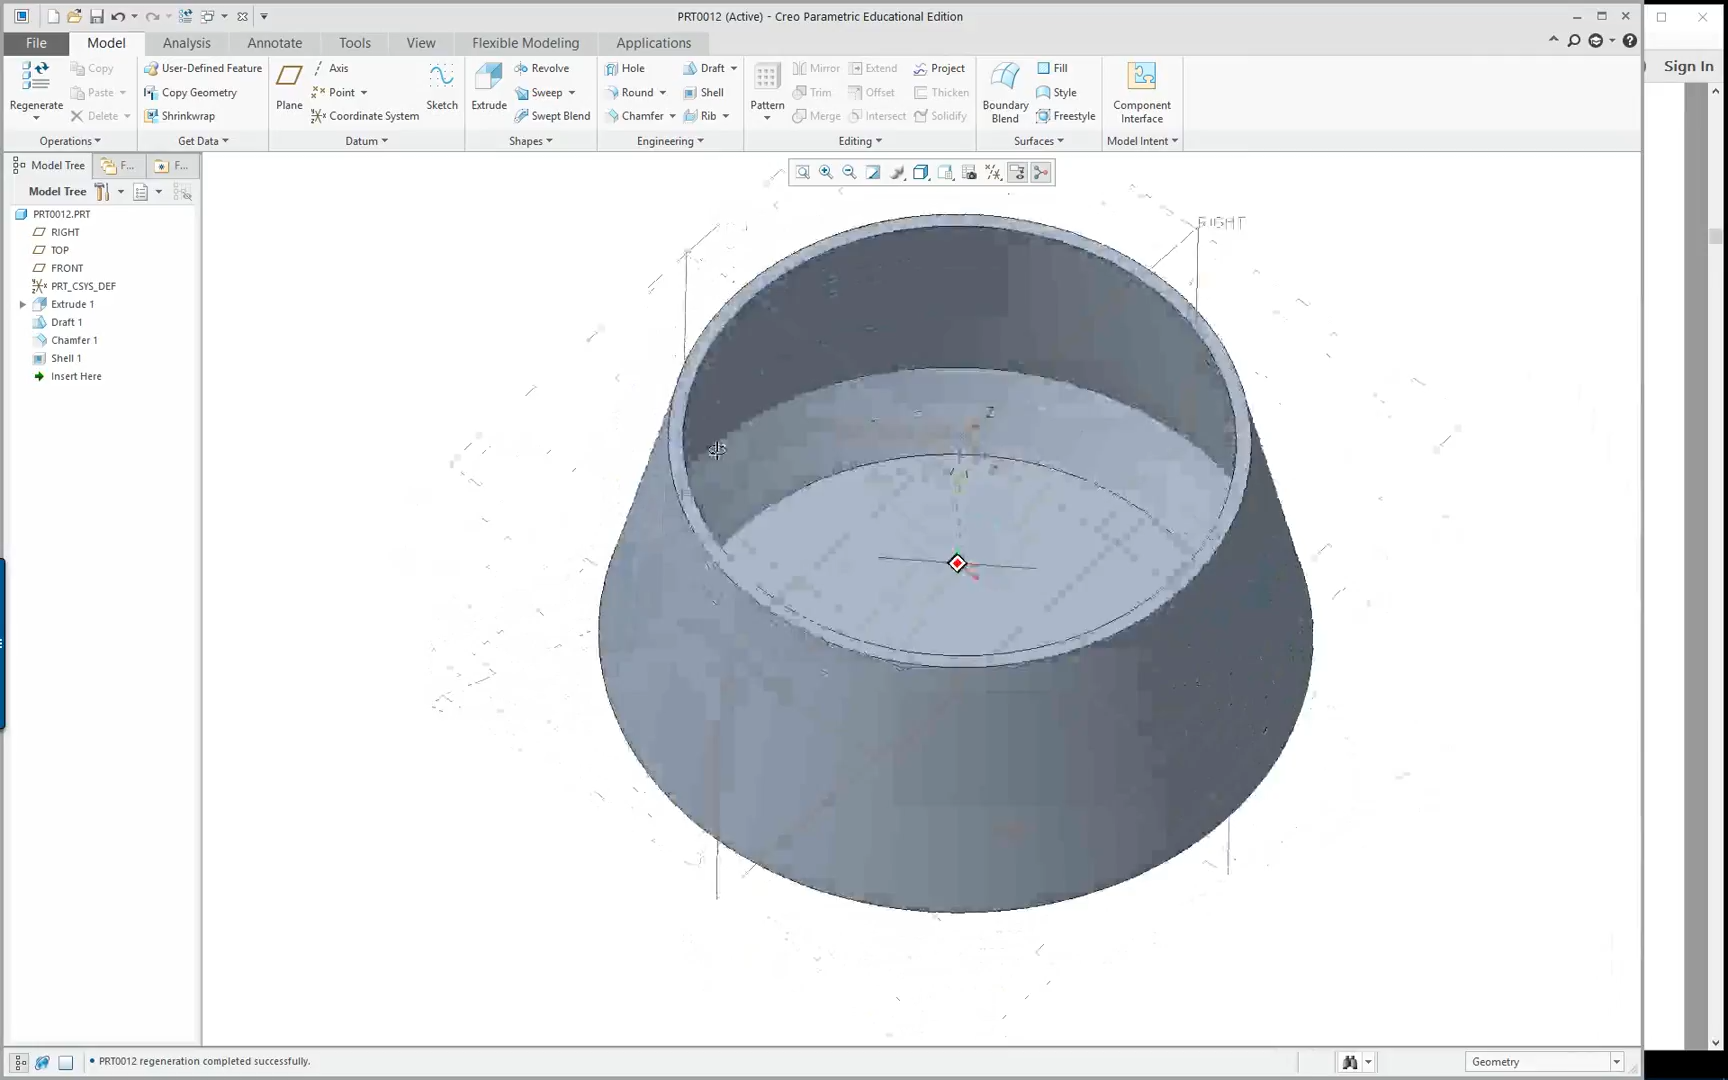 PRT0012 (Active) - Creo Parametric Educational Edition
File Model Analysis Annotate Tools View Flexible Modeling Applications
Sign In
Regenerate
Copy
Paste
Delete
Operations
User-Defined Feature
Copy Geometry
Shrinkwrap
Get Data
Plane
Axis
Point
Coordinate System
Sketch
Datum
Extrude
Revolve
Sweep
Swept Blend
Shapes
Hole
Round
Chamfer
Draft
Shell
Rib
Engineering
Pattern
Mirror
Trim
Merge
Extend
Offset
Intersect
Project
Thicken
Solidify
Editing
Boundary
Blend
Fill
Style
Freestyle
Surfaces
Component
Interface
Model Intent
Model Tree F... F...
Model Tree
PRT0012.PRT
RIGHT
TOP
FRONT
PRT_CSYS_DEF
Extrude 1
Draft 1
Chamfer 1
Shell 1
Insert Here
RIGHT
Z
• PRT0012 regeneration completed successfully.
Geometry